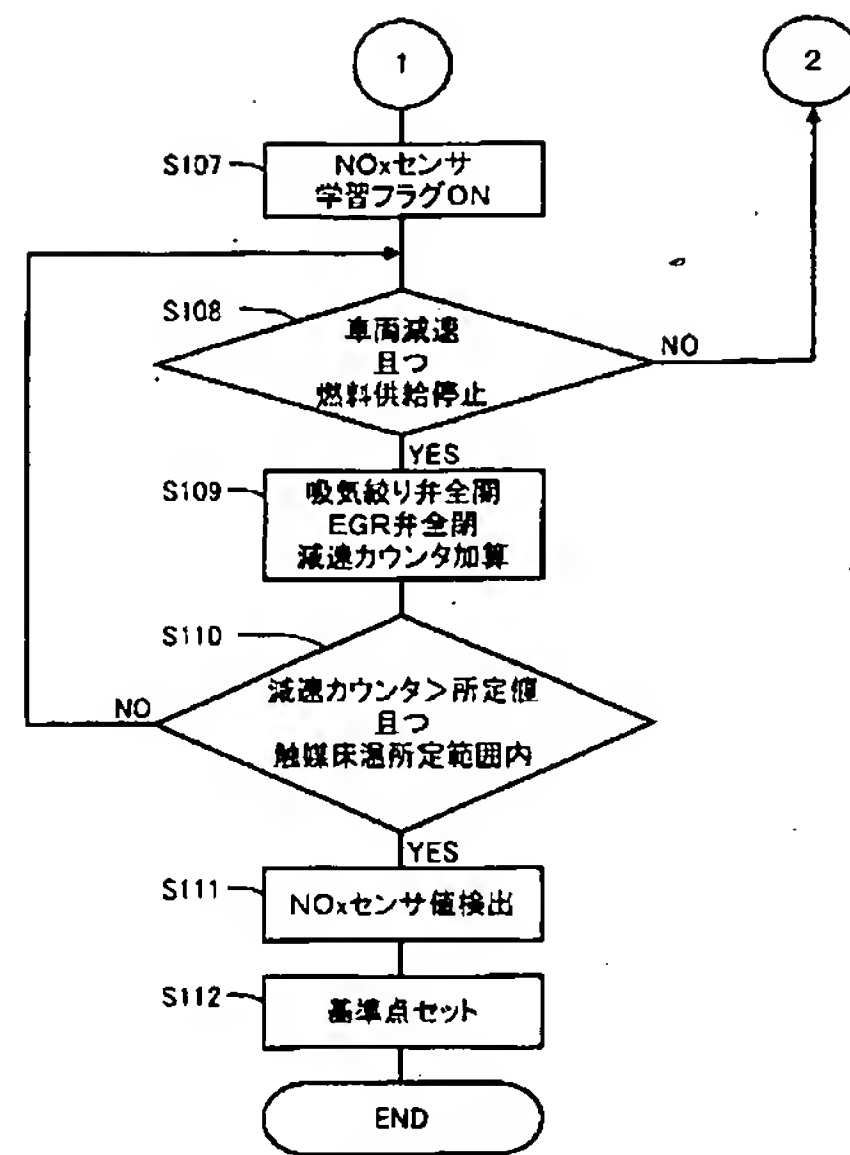 1
2
S107
NOxセンサ
学習フラグON
S108
車両減速
且つ
燃料供給停止
NO
YES
S109
吸気絞り弁全開
EGR弁全閉
減速カウンタ加算
S110
減速カウンタ＞所定値
且つ
触媒床温所定範囲内
NO
YES
S111
NOxセンサ値検出
S112
基準点セット
END